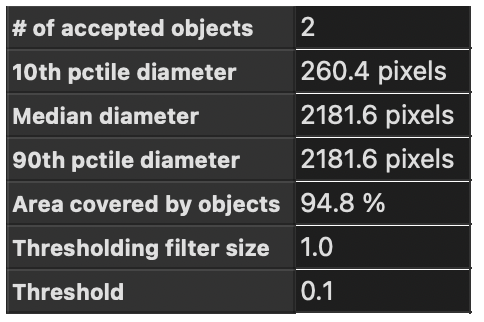 # of accepted objects 2
10th pctile diameter 260.4 pixels
Median diameter 2181.6 pixels
90th pctile diameter 2181.6 pixels
Area covered by objects 94.8 %
Thresholding filter size 1.0
Threshold 0.1